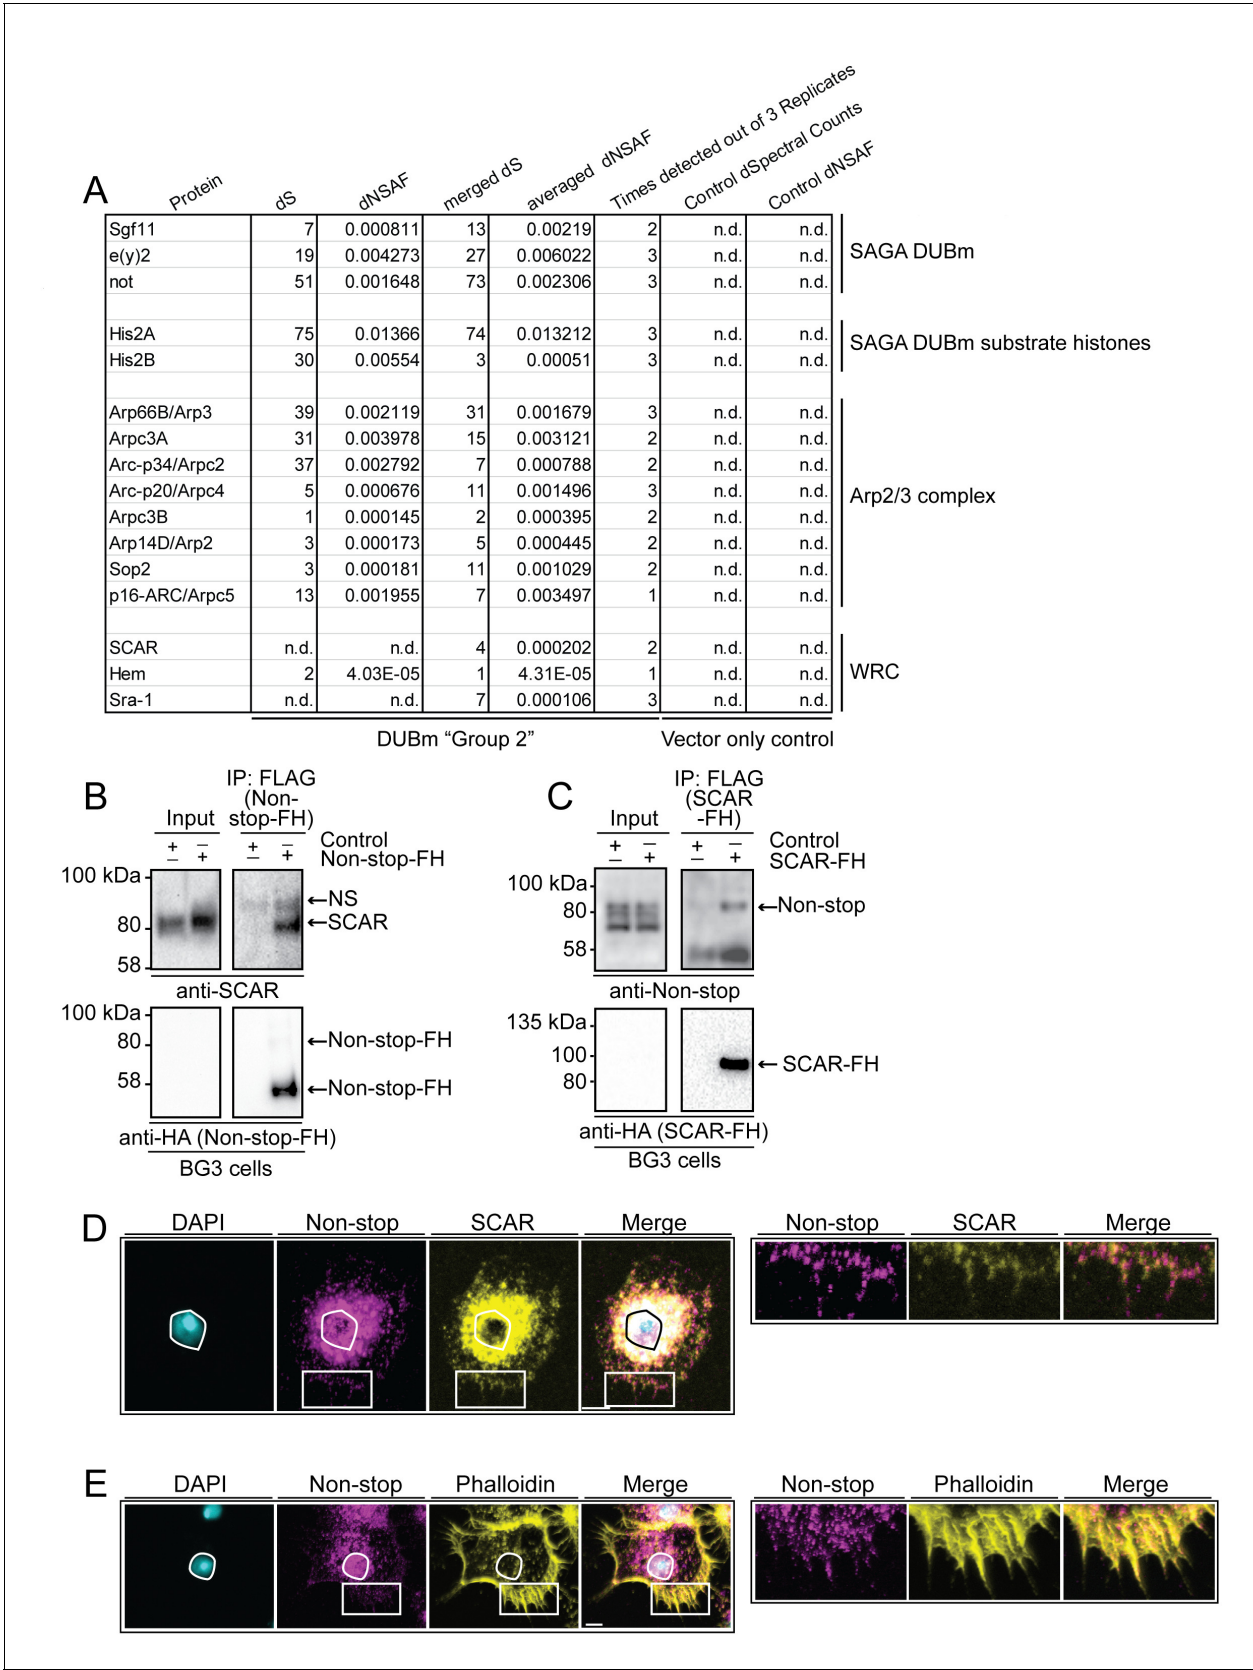 A
Protein
dS
dNSAF
merged dS
averaged dNSAF
Times detected out of 3 Replicates
Control dSpectral Counts
Control dNSAF
Sgf11 7 0.000811 13 0.00219 2 n.d. n.d.
e(y)2 19 0.004273 27 0.006022 3 n.d. n.d.
not 51 0.001648 73 0.002306 3 n.d. n.d.
SAGA DUBm
His2A 75 0.01366 74 0.013212 3 n.d. n.d.
His2B 30 0.00554 3 0.00051 3 n.d. n.d.
SAGA DUBm substrate histones
Arp66B/Arp3 39 0.002119 31 0.001679 3 n.d. n.d.
Arpc3A 31 0.003978 15 0.003121 2 n.d. n.d.
Arc-p34/Arpc2 37 0.002792 7 0.000788 2 n.d. n.d.
Arc-p20/Arpc4 5 0.000676 11 0.001496 3 n.d. n.d.
Arpc3B 1 0.000145 2 0.000395 2 n.d. n.d.
Arp14D/Arp2 3 0.000173 5 0.000445 2 n.d. n.d.
Sop2 3 0.000181 11 0.001029 2 n.d. n.d.
p16-ARC/Arpc5 13 0.001955 7 0.003497 1 n.d. n.d.
Arp2/3 complex
SCAR n.d. n.d. 4 0.000202 2 n.d. n.d.
Hem 2 4.03E-05 1 4.31E-05 1 n.d. n.d.
Sra-1 n.d. n.d. 7 0.000106 3 n.d. n.d.
WRC
DUBm “Group 2” Vector only control
B
Input
IP: FLAG
(Non-
stop-FH)
+ – + – Control
– + – + Non-stop-FH
100 kDa
80
58
←NS
←SCAR
anti-SCAR
100 kDa
80
58
←Non-stop-FH
←Non-stop-FH
anti-HA (Non-stop-FH)
BG3 cells
C
Input
IP: FLAG
(SCAR
-FH)
+ – + – Control
– + – + SCAR-FH
100 kDa
80
58
←Non-stop
anti-Non-stop
135 kDa
100
80
← SCAR-FH
anti-HA (SCAR-FH)
BG3 cells
D
DAPI Non-stop SCAR Merge Non-stop SCAR Merge
E
DAPI Non-stop Phalloidin Merge Non-stop Phalloidin Merge